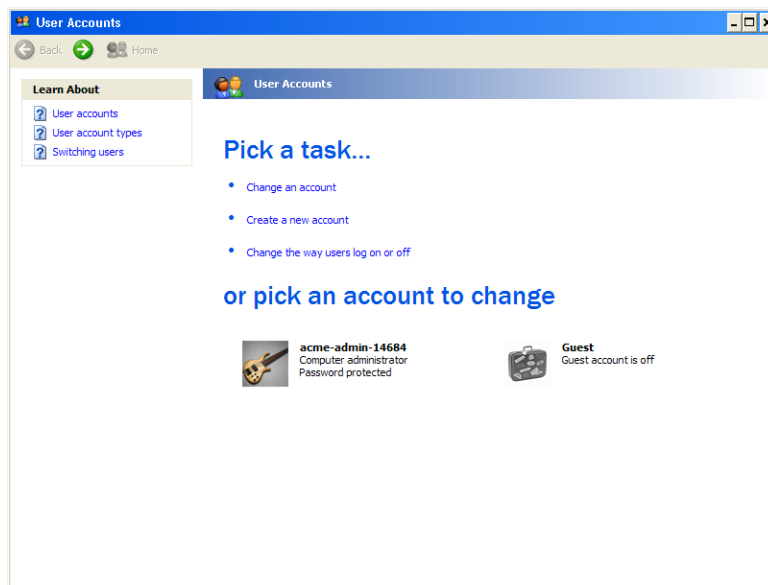 User Accounts
Back Home
Learn About
User accounts
User account types
Switching users
User Accounts
Pick a task...
Change an account
Create a new account
Change the way users log on or off
or pick an account to change
acme-admin-14684
Computer administrator
Password protected
Guest
Guest account is off